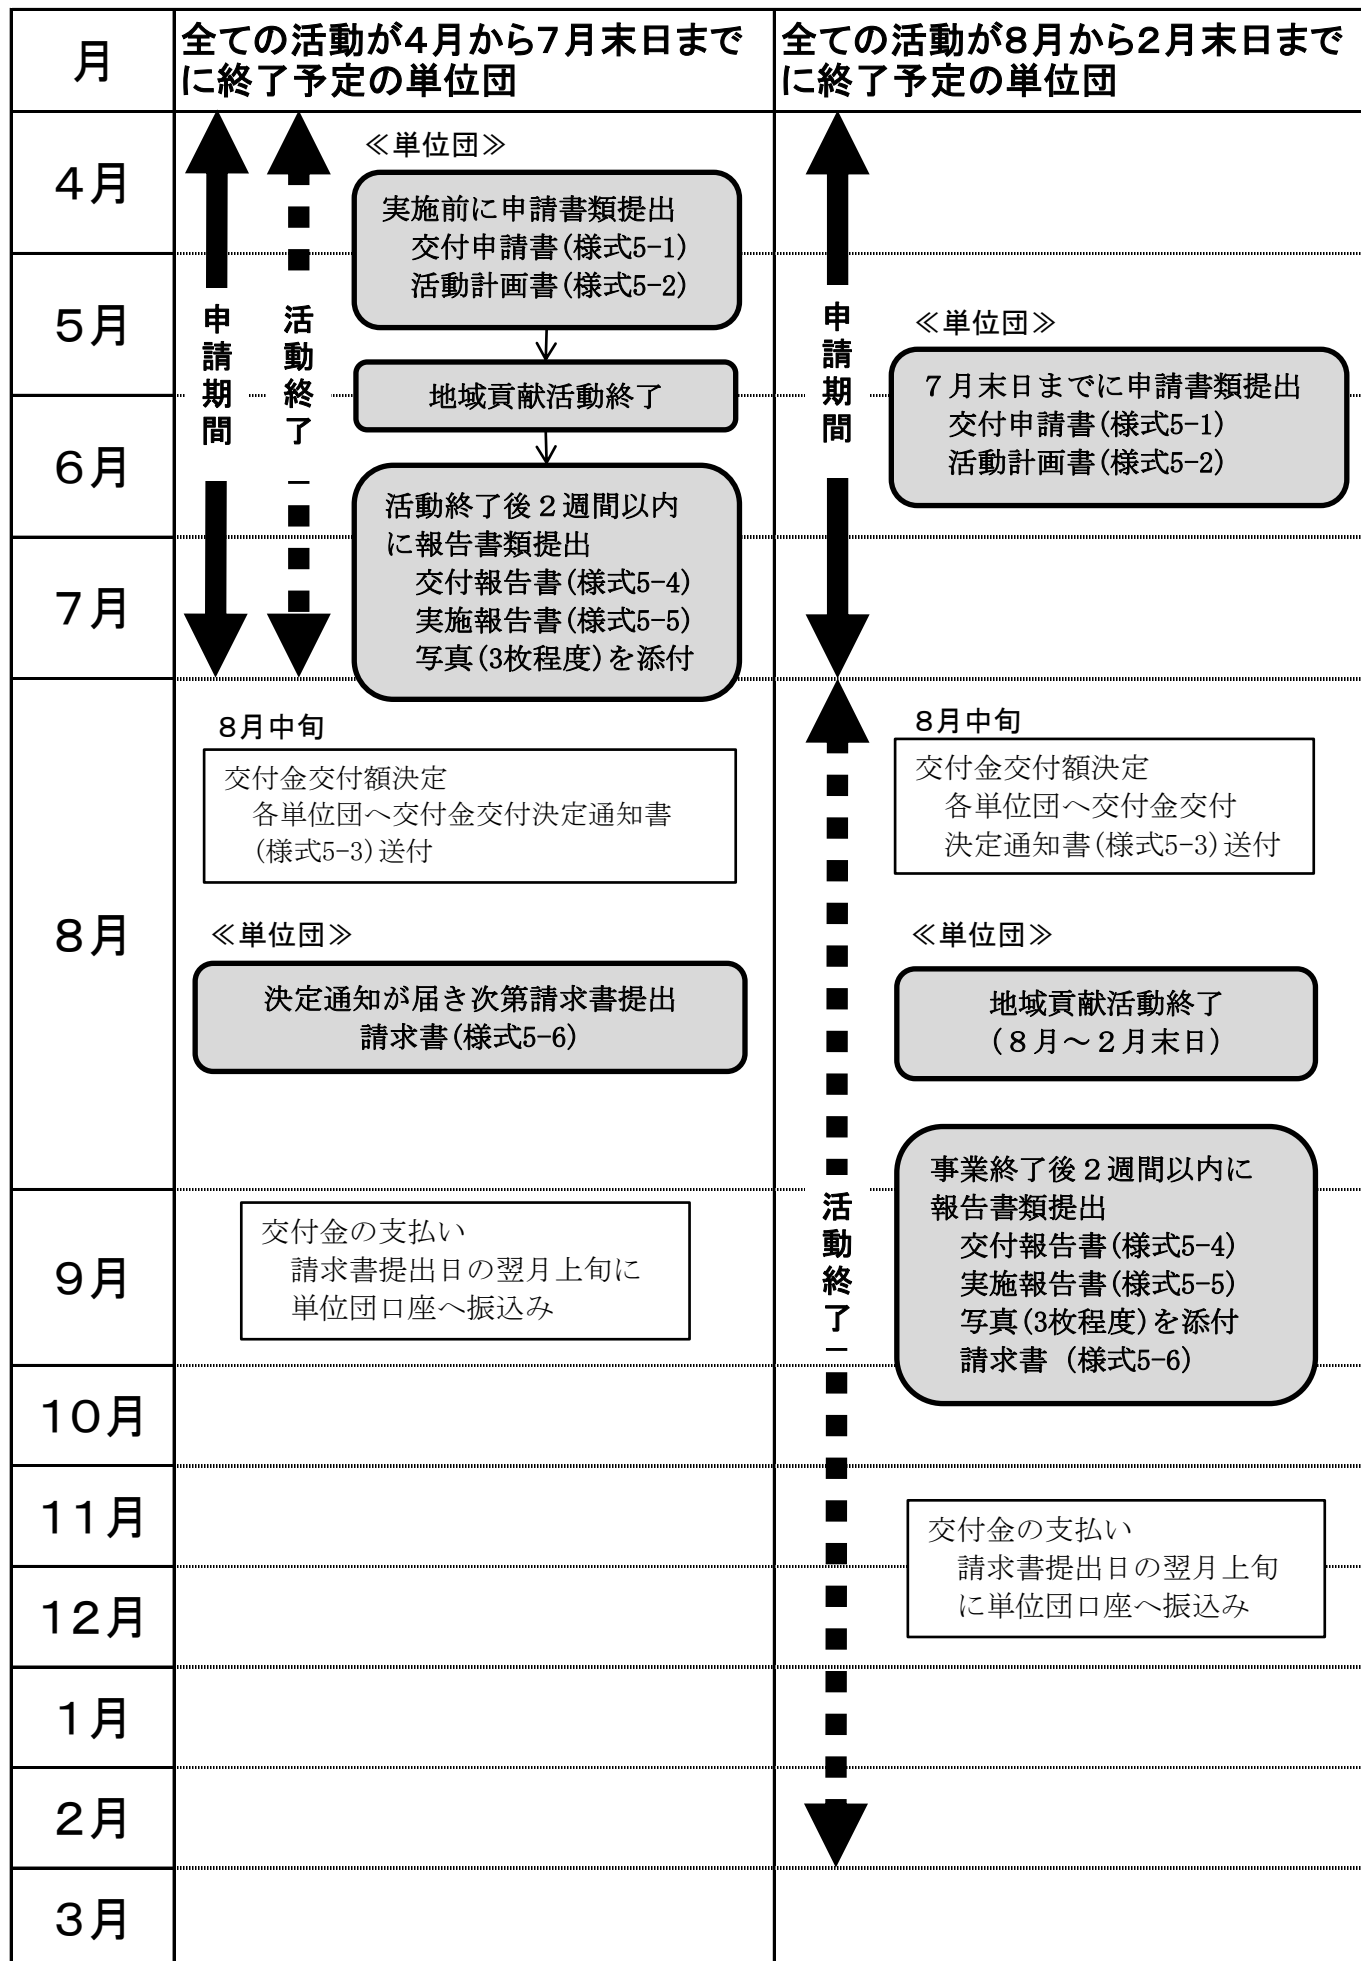 月
全ての活動が4月から7月末日まで
に終了予定の単位団
全ての活動が8月から2月末日まで
に終了予定の単位団
4月
5月
6月
7月
8月
9月
10月
11月
12月
1月
2月
3月
申請期間
活動終了
≪単位団≫
実施前に申請書類提出
交付申請書(様式5-1)
活動計画書(様式5-2)
地域貢献活動終了
活動終了後２週間以内
に報告書類提出
交付報告書(様式5-4)
実施報告書(様式5-5)
写真(3枚程度)を添付
8月中旬
交付金交付額決定
各単位団へ交付金交付決定通知書
(様式5-3)送付
≪単位団≫
決定通知が届き次第請求書提出
請求書(様式5-6)
交付金の支払い
請求書提出日の翌月上旬に
単位団口座へ振込み
申請期間
≪単位団≫
７月末日までに申請書類提出
交付申請書(様式5-1)
活動計画書(様式5-2)
活動終了
8月中旬
交付金交付額決定
各単位団へ交付金交付
決定通知書(様式5-3)送付
≪単位団≫
地域貢献活動終了
(８月～２月末日)
事業終了後２週間以内に
報告書類提出
交付報告書(様式5-4)
実施報告書(様式5-5)
写真(3枚程度)を添付
請求書 (様式5-6)
交付金の支払い
請求書提出日の翌月上旬
に単位団口座へ振込み